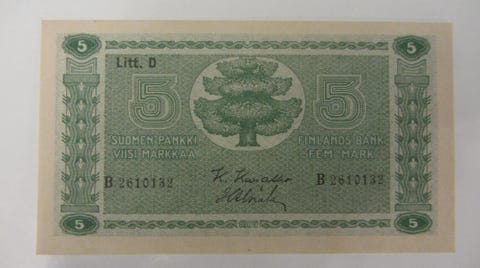 5 5
Litt. D
5 5
SUOMEN PANKKI FINLANDS BANK
VIISI MARKKAA FEM MARK
B 2610132 B 2610132
5 5